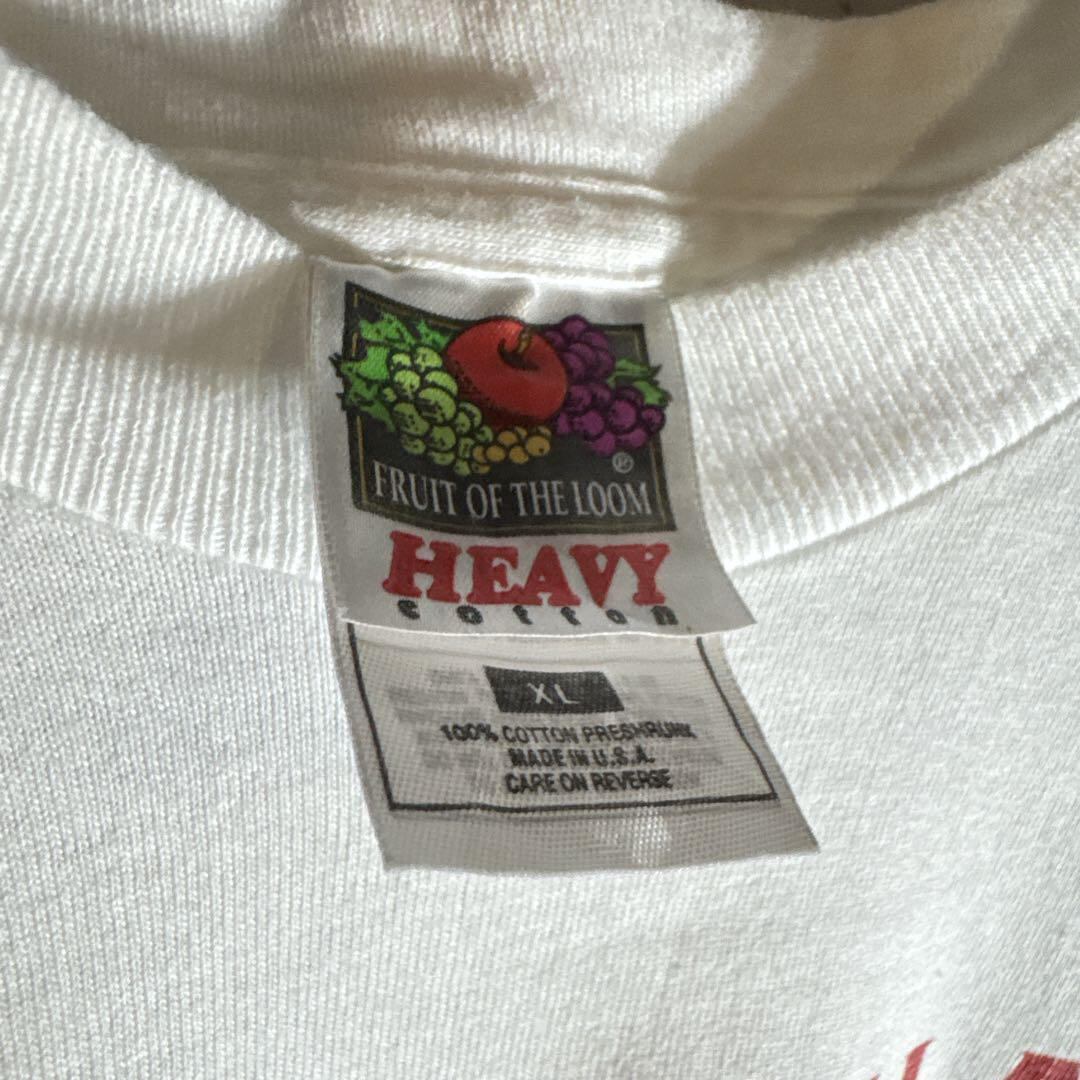 ®
FRUIT OF THE LOOM
HEAVY
cotton
XL
100% COTTON PRESHRUNK
MADE IN U.S.A.
CARE ON REVERSE